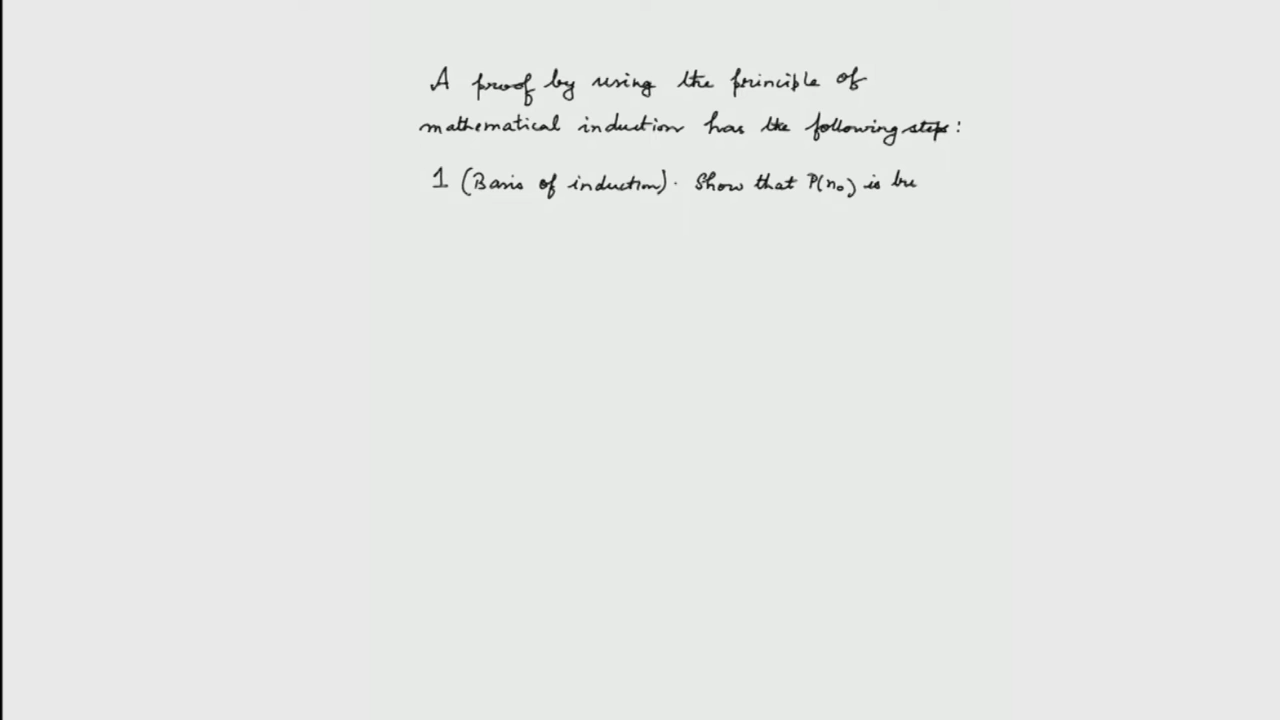 A proof by using the principle of
mathematical induction has the following steps:
1 (Basis of induction). Show that P(n₀) is